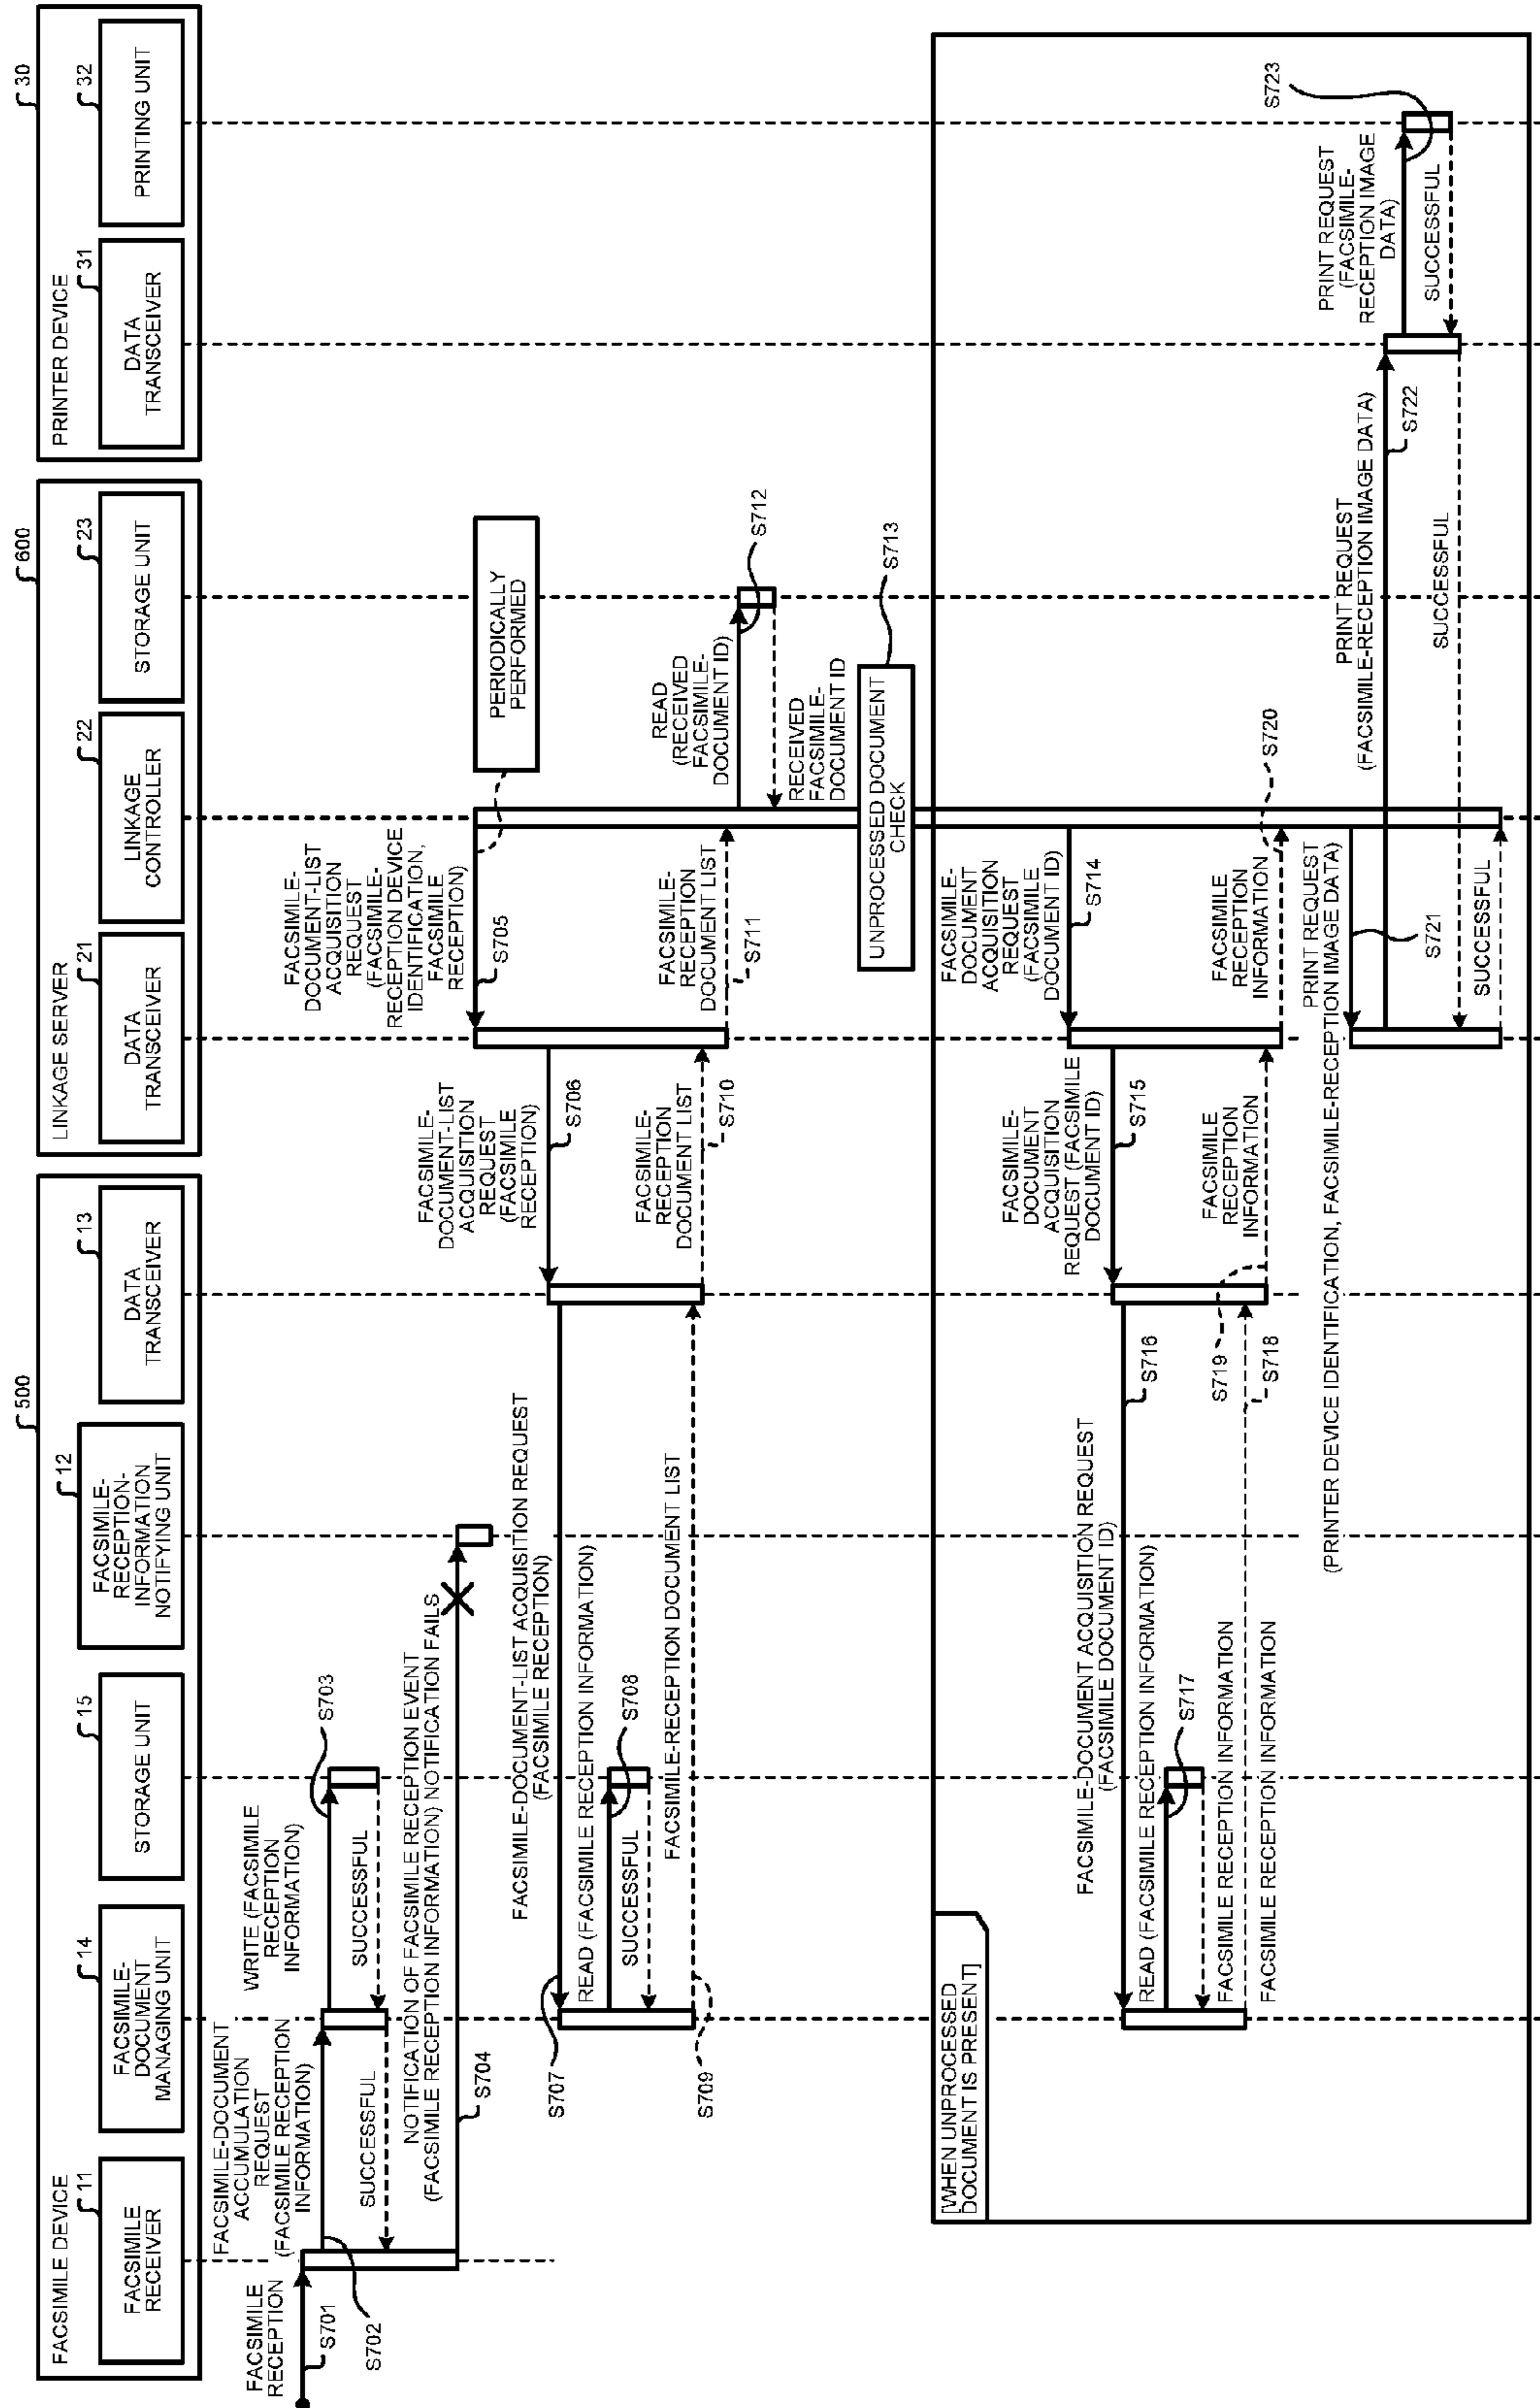 500
FACSIMILE DEVICE
11
FACSIMILE
RECEIVER
14
FACSIMILE-
DOCUMENT
MANAGING UNIT
15
STORAGE UNIT
12
FACSIMILE-
RECEPTION-
INFORMATION
NOTIFYING UNIT
13
DATA
TRANSCEIVER
600
LINKAGE SERVER
21
DATA
TRANSCEIVER
22
LINKAGE
CONTROLLER
23
STORAGE UNIT
30
PRINTER DEVICE
31
DATA
TRANSCEIVER
32
PRINTING UNIT
FACSIMILE
RECEPTION
S701
S702
FACSIMILE-DOCUMENT
ACCUMULATION
REQUEST
(FACSIMILE RECEPTION
INFORMATION)
WRITE (FACSIMILE
RECEPTION
INFORMATION)
S703
SUCCESSFUL
SUCCESSFUL
NOTIFICATION OF FACSIMILE RECEPTION EVENT
(FACSIMILE RECEPTION INFORMATION) NOTIFICATION FAILS
S704
FACSIMILE-
DOCUMENT-LIST
ACQUISITION
REQUEST
(FACSIMILE-
RECEPTION DEVICE
IDENTIFICATION,
FACSIMILE
RECEPTION)
S705
PERIODICALLY
PERFORMED
FACSIMILE-
DOCUMENT-LIST
ACQUISITION
REQUEST
(FACSIMILE
RECEPTION)
S706
FACSIMILE-DOCUMENT-LIST ACQUISITION REQUEST
(FACSIMILE RECEPTION)
S707
READ (FACSIMILE RECEPTION INFORMATION)
S708
SUCCESSFUL
FACSIMILE-RECEPTION DOCUMENT LIST
S709
FACSIMILE-
RECEPTION
DOCUMENT LIST
S710
FACSIMILE-
RECEPTION
DOCUMENT LIST
S711
READ
(RECEIVED
FACSIMILE-
DOCUMENT ID)
S712
RECEIVED
FACSIMILE-
DOCUMENT ID
UNPROCESSED DOCUMENT
CHECK
S713
[WHEN UNPROCESSED
DOCUMENT IS PRESENT]
FACSIMILE-
DOCUMENT
ACQUISITION
REQUEST
(FACSIMILE
DOCUMENT ID)
S714
FACSIMILE-
DOCUMENT
ACQUISITION
REQUEST (FACSIMILE
DOCUMENT ID)
S715
FACSIMILE-DOCUMENT ACQUISITION REQUEST
(FACSIMILE DOCUMENT ID)
S716
READ (FACSIMILE RECEPTION INFORMATION)
S717
FACSIMILE RECEPTION INFORMATION
FACSIMILE RECEPTION INFORMATION
S718
S719
FACSIMILE
RECEPTION
INFORMATION
FACSIMILE
RECEPTION
INFORMATION
S720
PRINT REQUEST
(PRINTER DEVICE IDENTIFICATION, FACSIMILE-RECEPTION IMAGE DATA)
S721
PRINT REQUEST
(FACSIMILE-RECEPTION IMAGE DATA)
S722
PRINT REQUEST
(FACSIMILE-
RECEPTION IMAGE
DATA)
S723
SUCCESSFUL
SUCCESSFUL
SUCCESSFUL